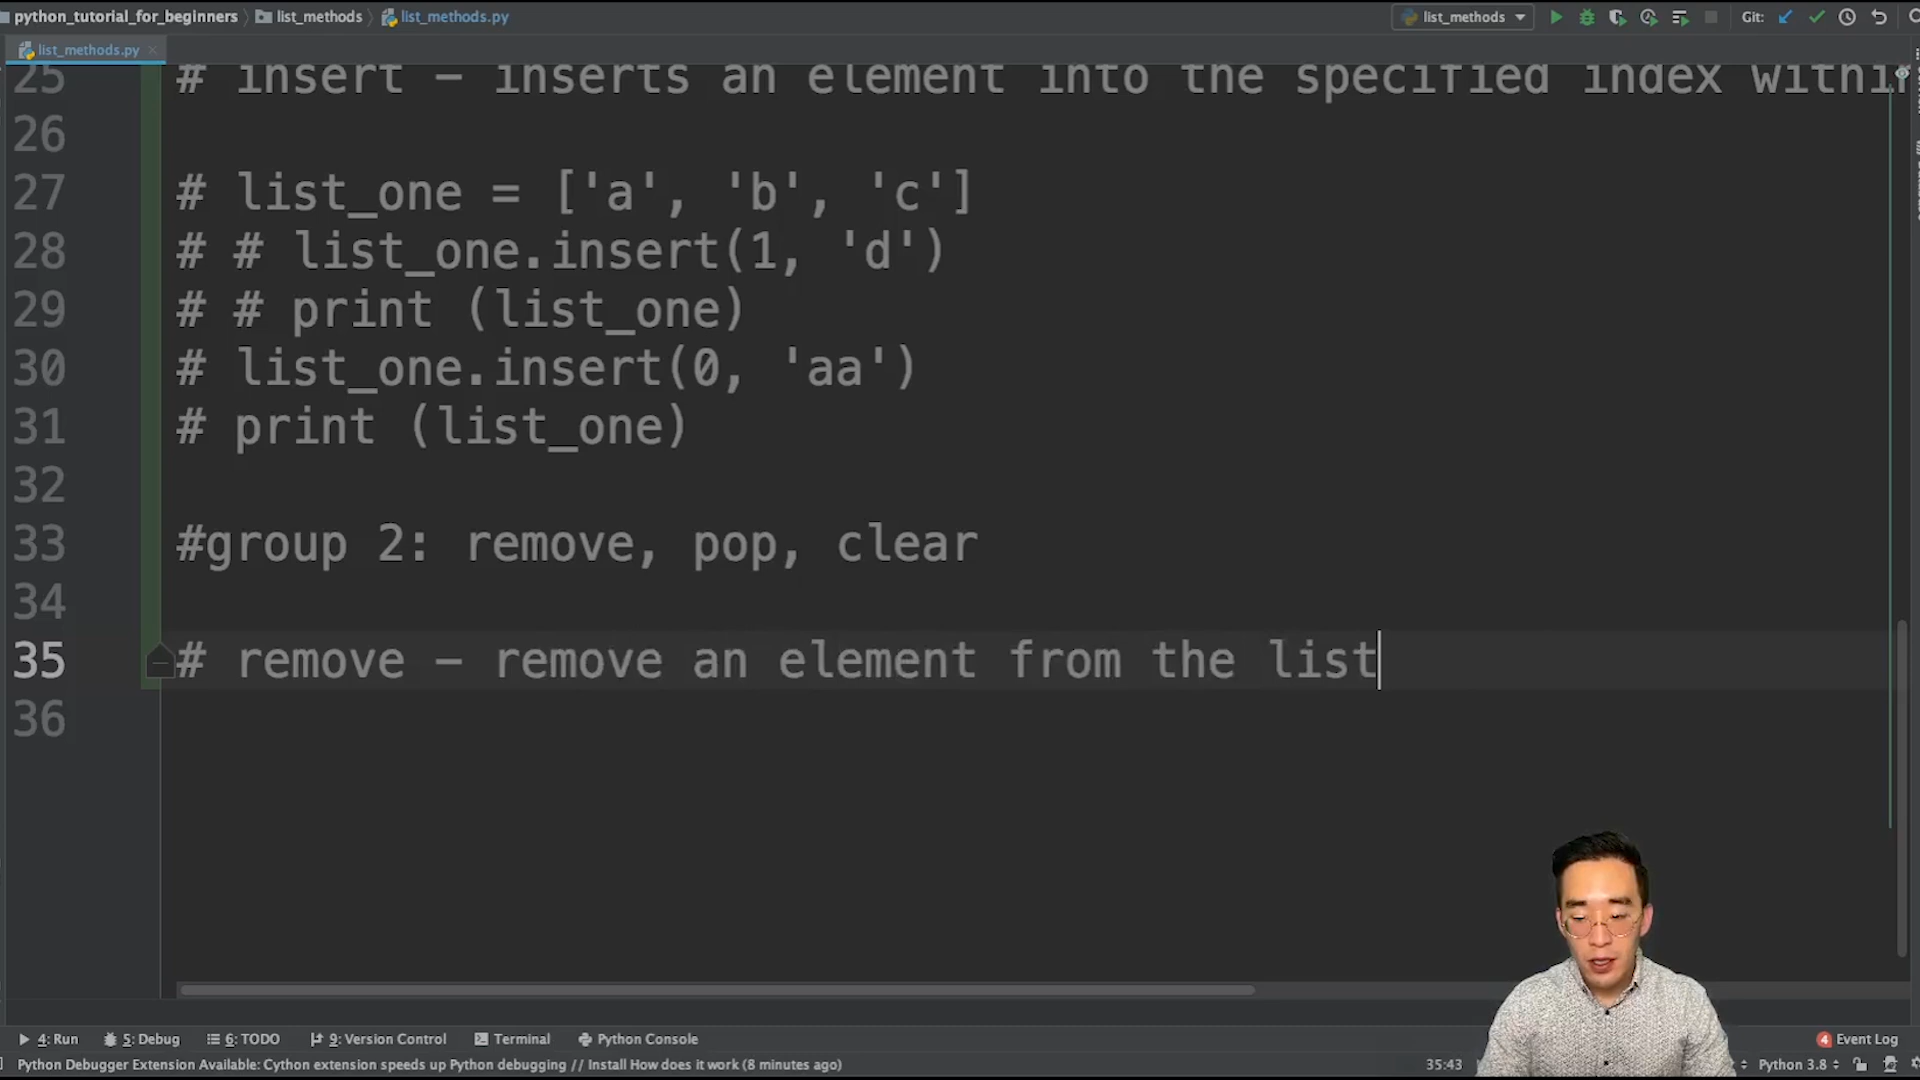 python_tutorial_for_beginners list_methods list_methods.py list_methods Git:
list_methods.py
25 # insert – inserts an element into the specified index within
26
27 # list_one = ['a', 'b', 'c']
28 # # list_one.insert(1, 'd')
29 # # print (list_one)
30 # list_one.insert(0, 'aa')
31 # print (list_one)
32
33 #group 2: remove, pop, clear
34
35 # remove – remove an element from the list
36
4: Run 5: Debug 6: TODO 9: Version Control Terminal Python Console 4 Event Log
Python Debugger Extension Available: Cython extension speeds up Python debugging // Install How does it work (8 minutes ago) 35:43 Python 3.8